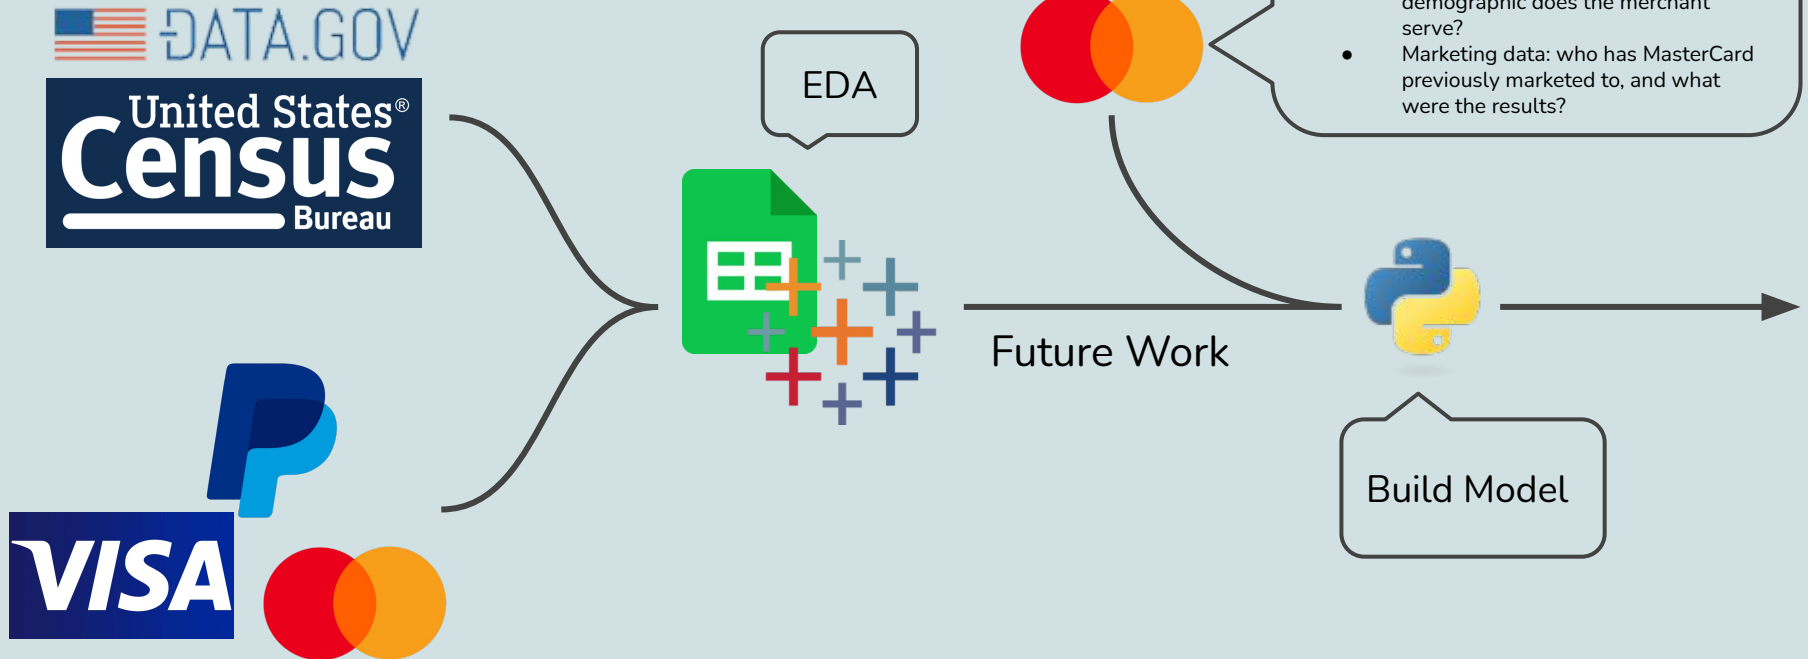 DATA.GOV
United States®
Census
Bureau
VISA
EDA
demographic does the merchant
serve?
● Marketing data: who has MasterCard
previously marketed to, and what
were the results?
Future Work
Build Model